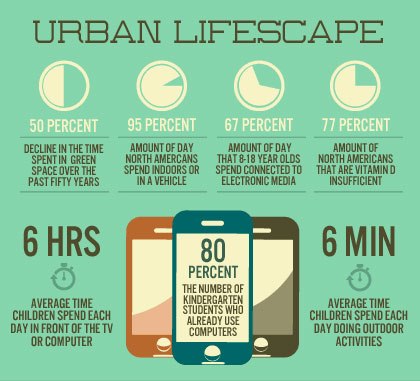 URBAN LIFESCAPE
50 PERCENT
DECLINE IN THE TIME
SPENT IN GREEN
SPACE OVER THE
PAST FIFTY YEARS
95 PERCENT
AMOUNT OF DAY
NORTH AMERCANS
SPEND INDOORS OR
IN A VEHICLE
67 PERCENT
AMOUNT OF DAY
THAT 8-18 YEAR OLDS
SPEND CONNECTED TO
ELECTRONIC MEDIA
77 PERCENT
AMOUNT OF
NORTH AMERICANS
THAT ARE VITAMIN D
INSUFFICIENT
6 HRS
AVERAGE TIME
CHILDREN SPEND EACH
DAY IN FRONT OF THE TV
OR COMPUTER
80
PERCENT
THE NUMBER OF
KINDERGARTEN
STUDENTS WHO
ALREADY USE
COMPUTERS
6 MIN
AVERAGE TIME
CHILDREN SPEND EACH
DAY DOING OUTDOOR
ACTIVITIES